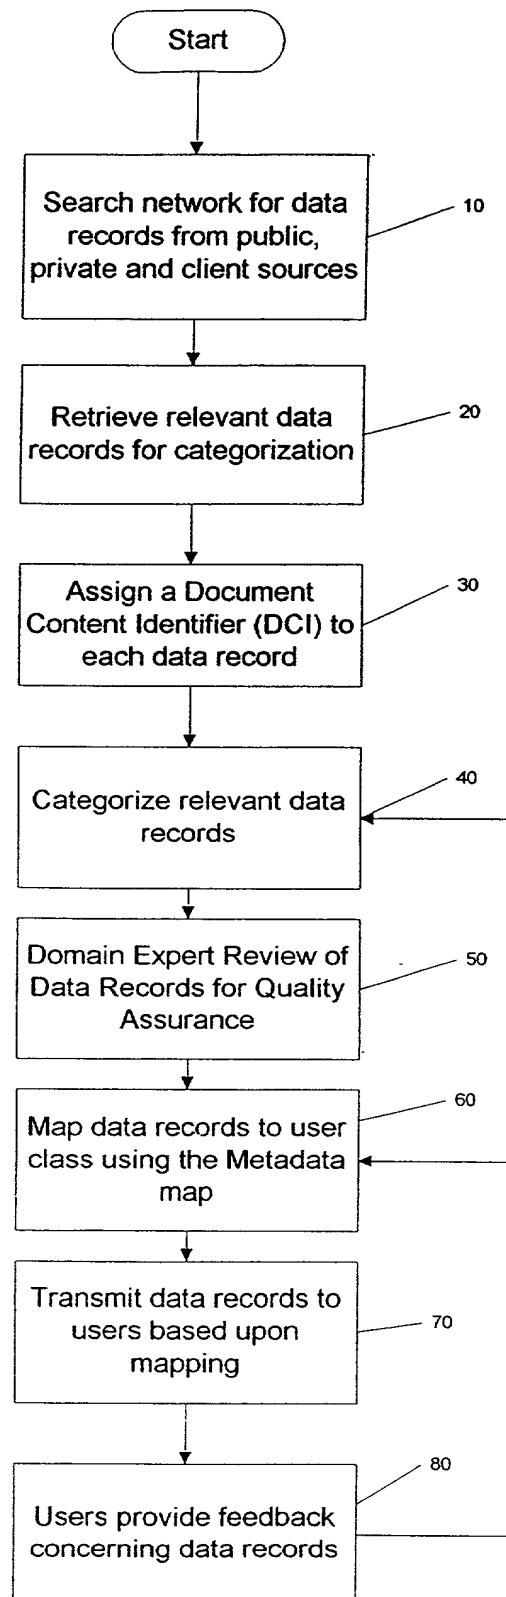 Start
Search network for data
records from public,
private and client sources
10
Retrieve relevant data
records for categorization
20
Assign a Document
Content Identifier (DCI) to
each data record
30
Categorize relevant data
records
40
Domain Expert Review of
Data Records for Quality
Assurance
50
Map data records to user
class using the Metadata
map
60
Transmit data records to
users based upon
mapping
70
Users provide feedback
concerning data records
80